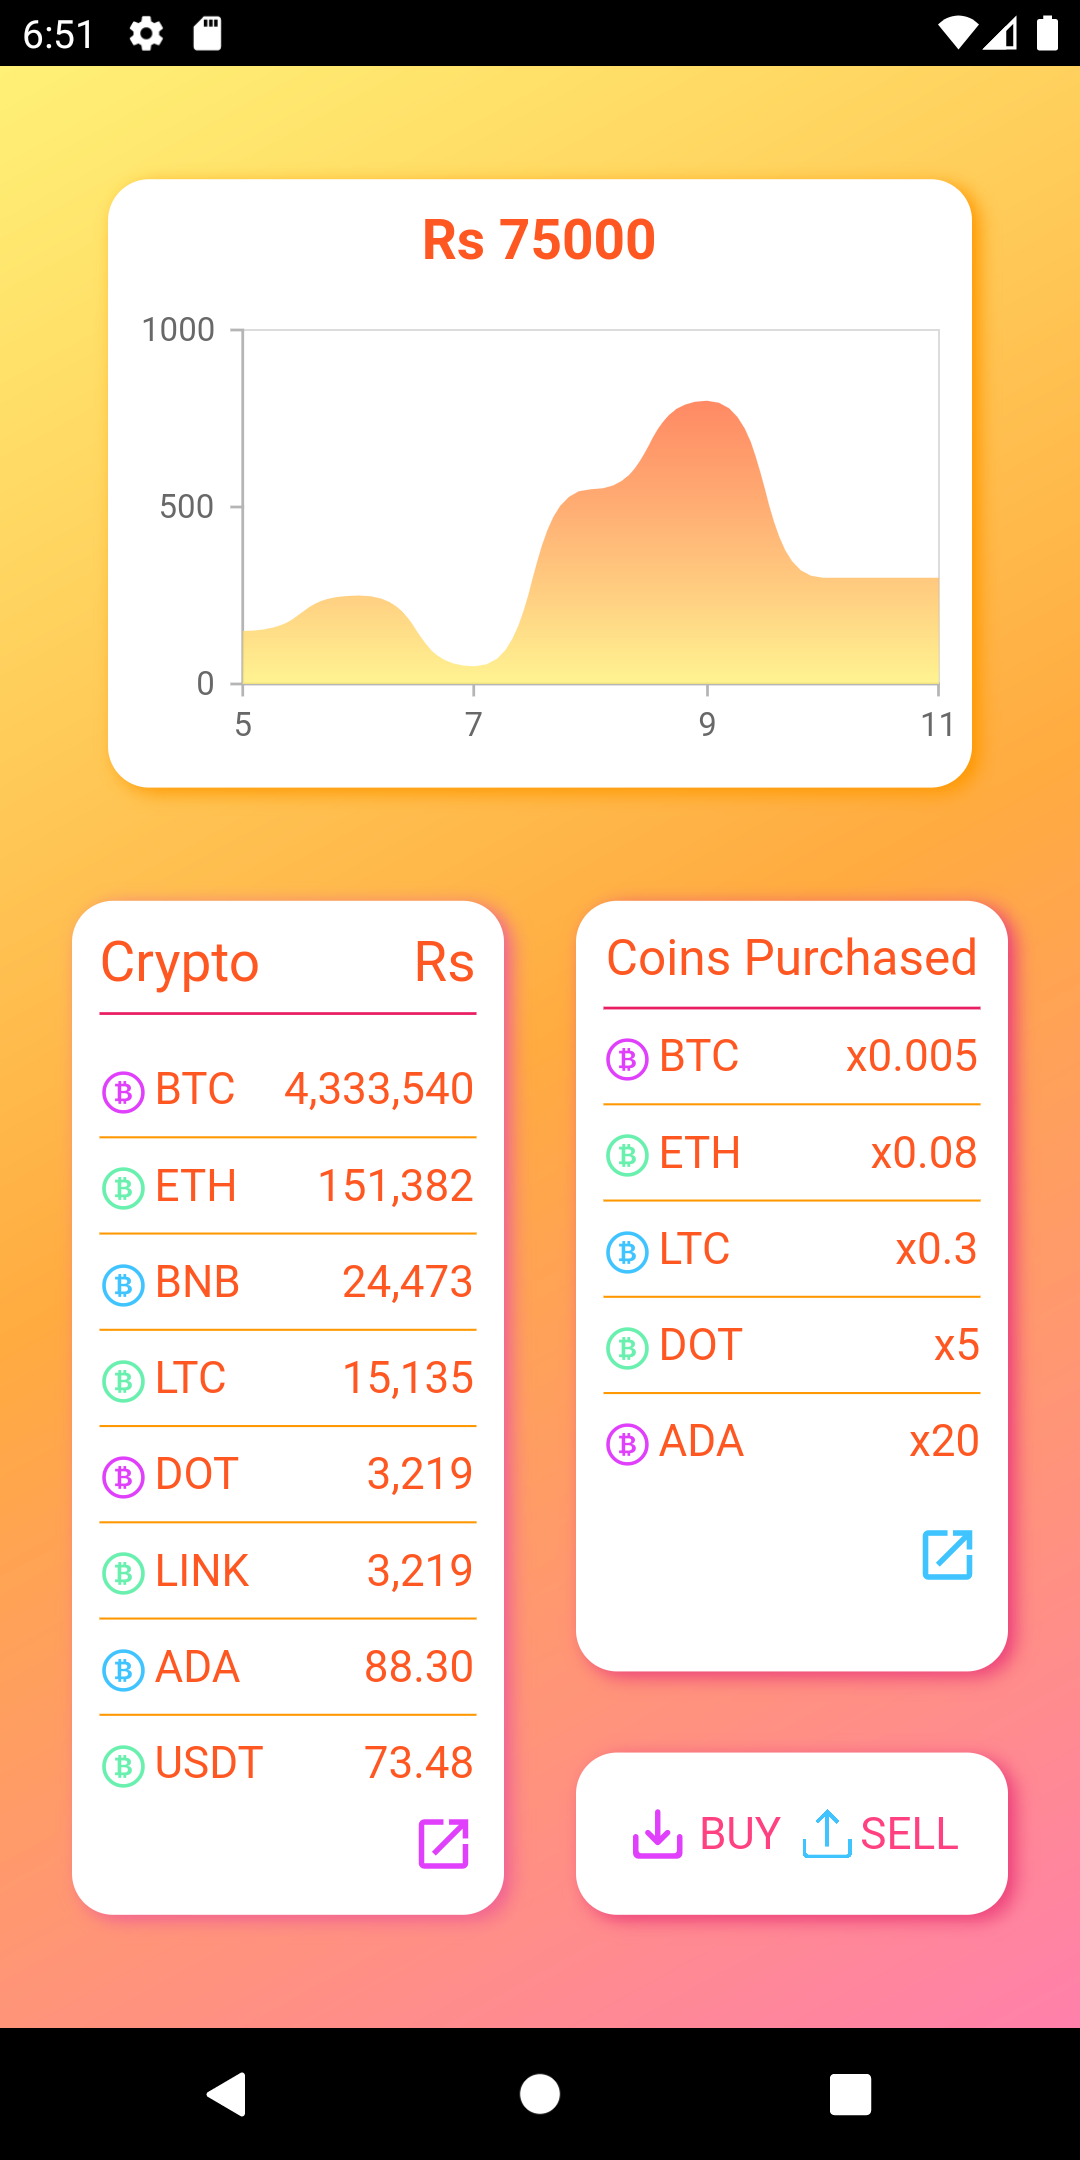 6:51
Rs 75000
1000
500
0
5 7 9 11
Crypto Rs
BTC 4,333,540
ETH 151,382
BNB 24,473
LTC 15,135
DOT 3,219
LINK 3,219
ADA 88.30
USDT 73.48
Coins Purchased
BTC x0.005
ETH x0.08
LTC x0.3
DOT x5
ADA x20
BUY SELL